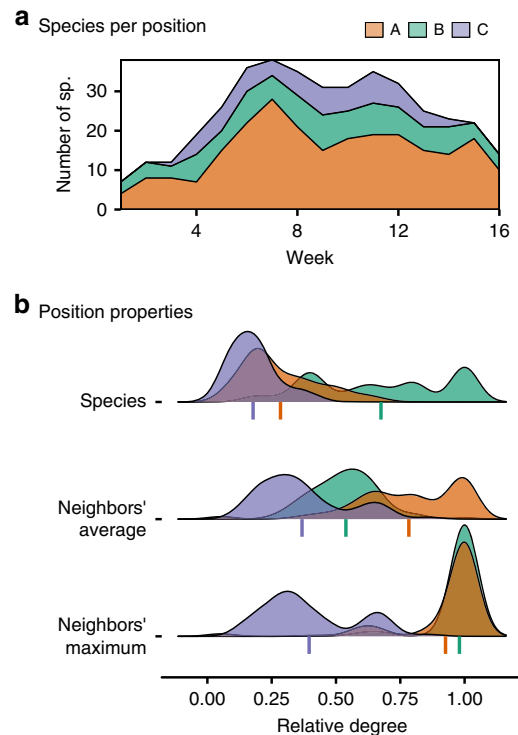 a Species per position
A B C
Number of sp.
30
20
10
0
4 8 12 16
Week
b Position properties
Species
Neighbors'
average
Neighbors'
maximum
0.00 0.25 0.50 0.75 1.00
Relative degree